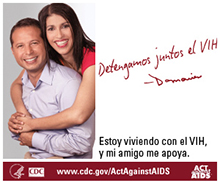 Detengamos juntos el VIH
—Damarian
Estoy viviendo con el VIH,
y mi amigo me apoya.
CDC
www.cdc.gov/ActAgainstAIDS
ACT
AGAINST
AIDS